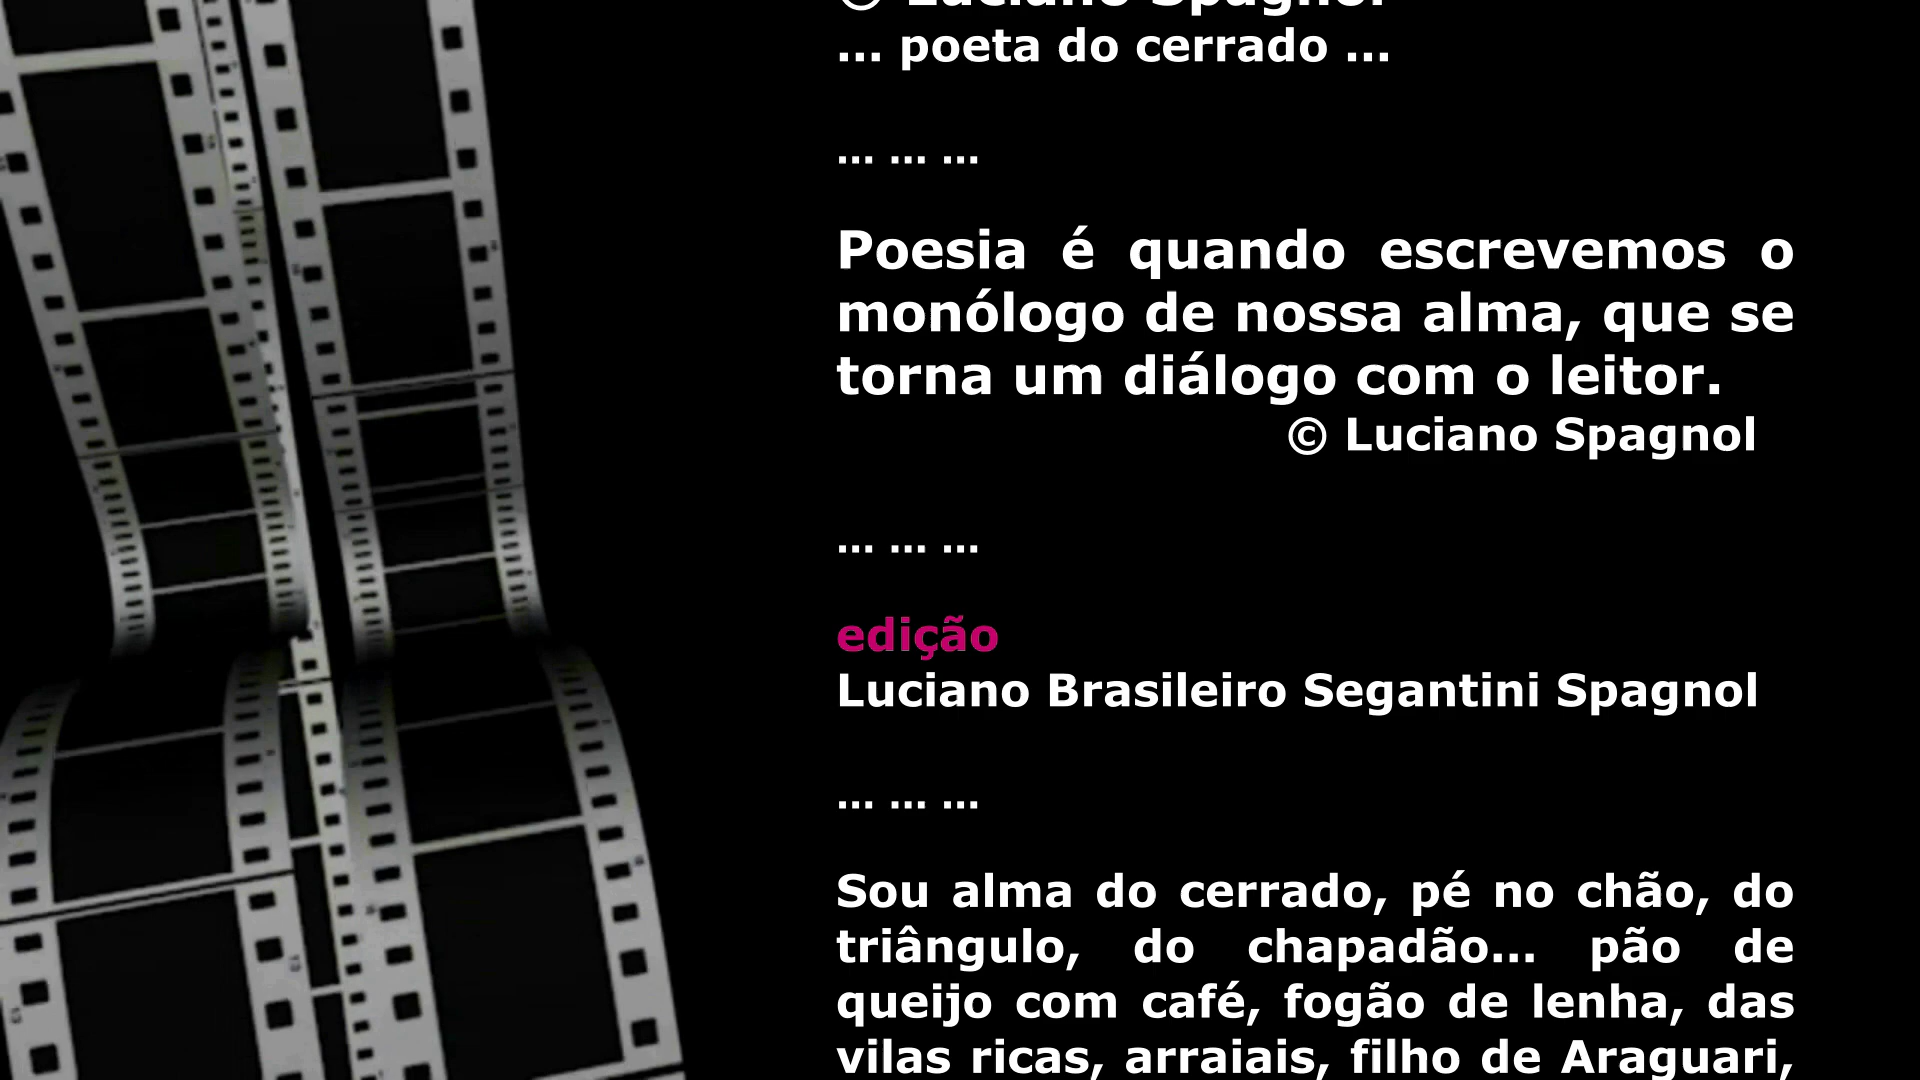 © Luciano Spagnol
... poeta do cerrado ...
... ... ...
Poesia é quando escrevemos o
monólogo de nossa alma, que se
torna um diálogo com o leitor.
© Luciano Spagnol
... ... ...
edição
Luciano Brasileiro Segantini Spagnol
... ... ...
Sou alma do cerrado, pé no chão, do
triângulo, do chapadão... pão de
queijo com café, fogão de lenha, das
vilas ricas, arraiais, filho de Araguari,